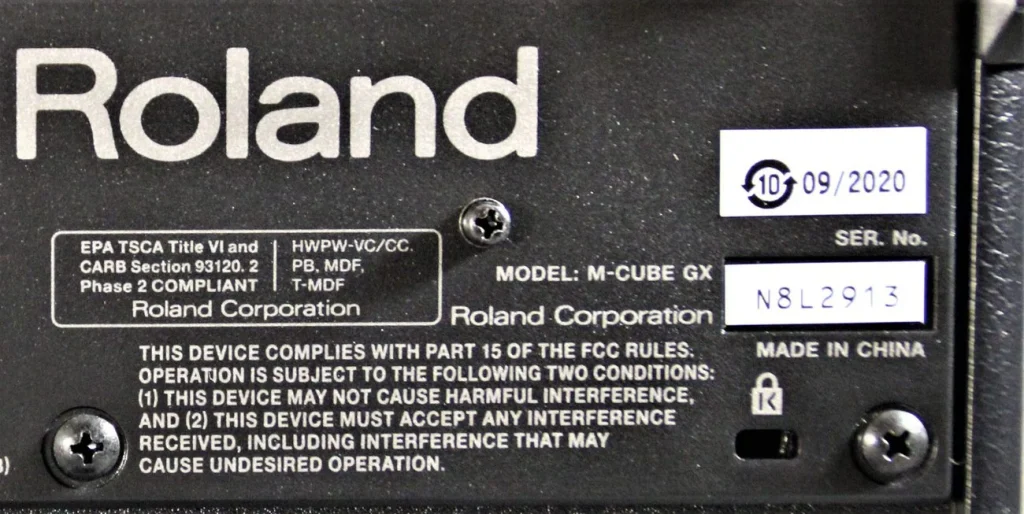 Roland
10 09/2020
SER. No.
EPA TSCA Title VI and
CARB Section 93120. 2
Phase 2 COMPLIANT
HWPW-VC/CC.
PB, MDF,
T-MDF
Roland Corporation
MODEL: M-CUBE GX
N8L2913
Roland Corporation
MADE IN CHINA
THIS DEVICE COMPLIES WITH PART 15 OF THE FCC RULES.
OPERATION IS SUBJECT TO THE FOLLOWING TWO CONDITIONS:
(1) THIS DEVICE MAY NOT CAUSE HARMFUL INTERFERENCE,
AND (2) THIS DEVICE MUST ACCEPT ANY INTERFERENCE
RECEIVED, INCLUDING INTERFERENCE THAT MAY
CAUSE UNDESIRED OPERATION.
K